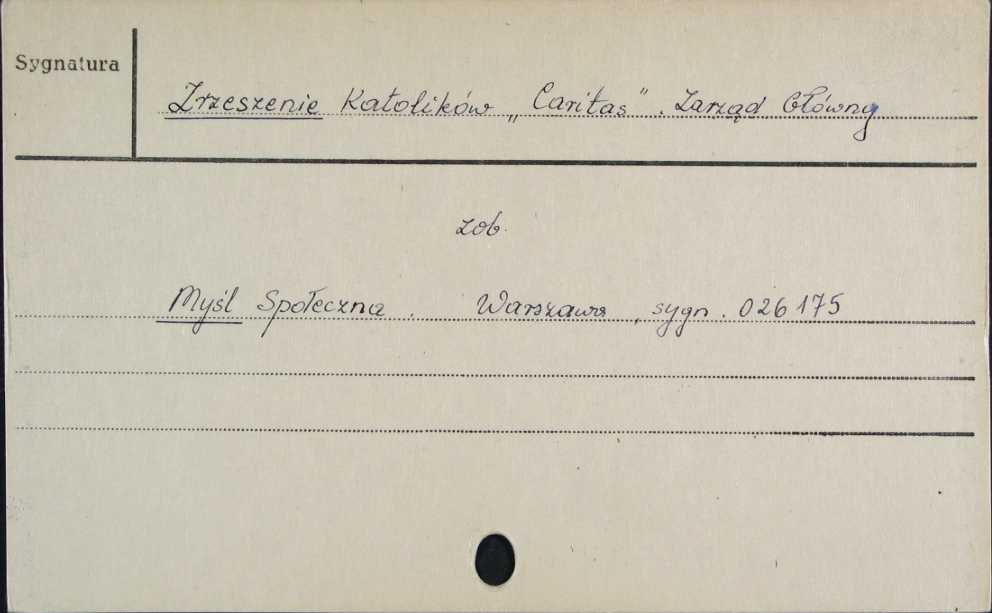 Sygnatura
Zrzeszenie Katolików „Caritas". Zarząd Główny
zob.
Myśl Społeczna. Warszawa, sygn. 026175